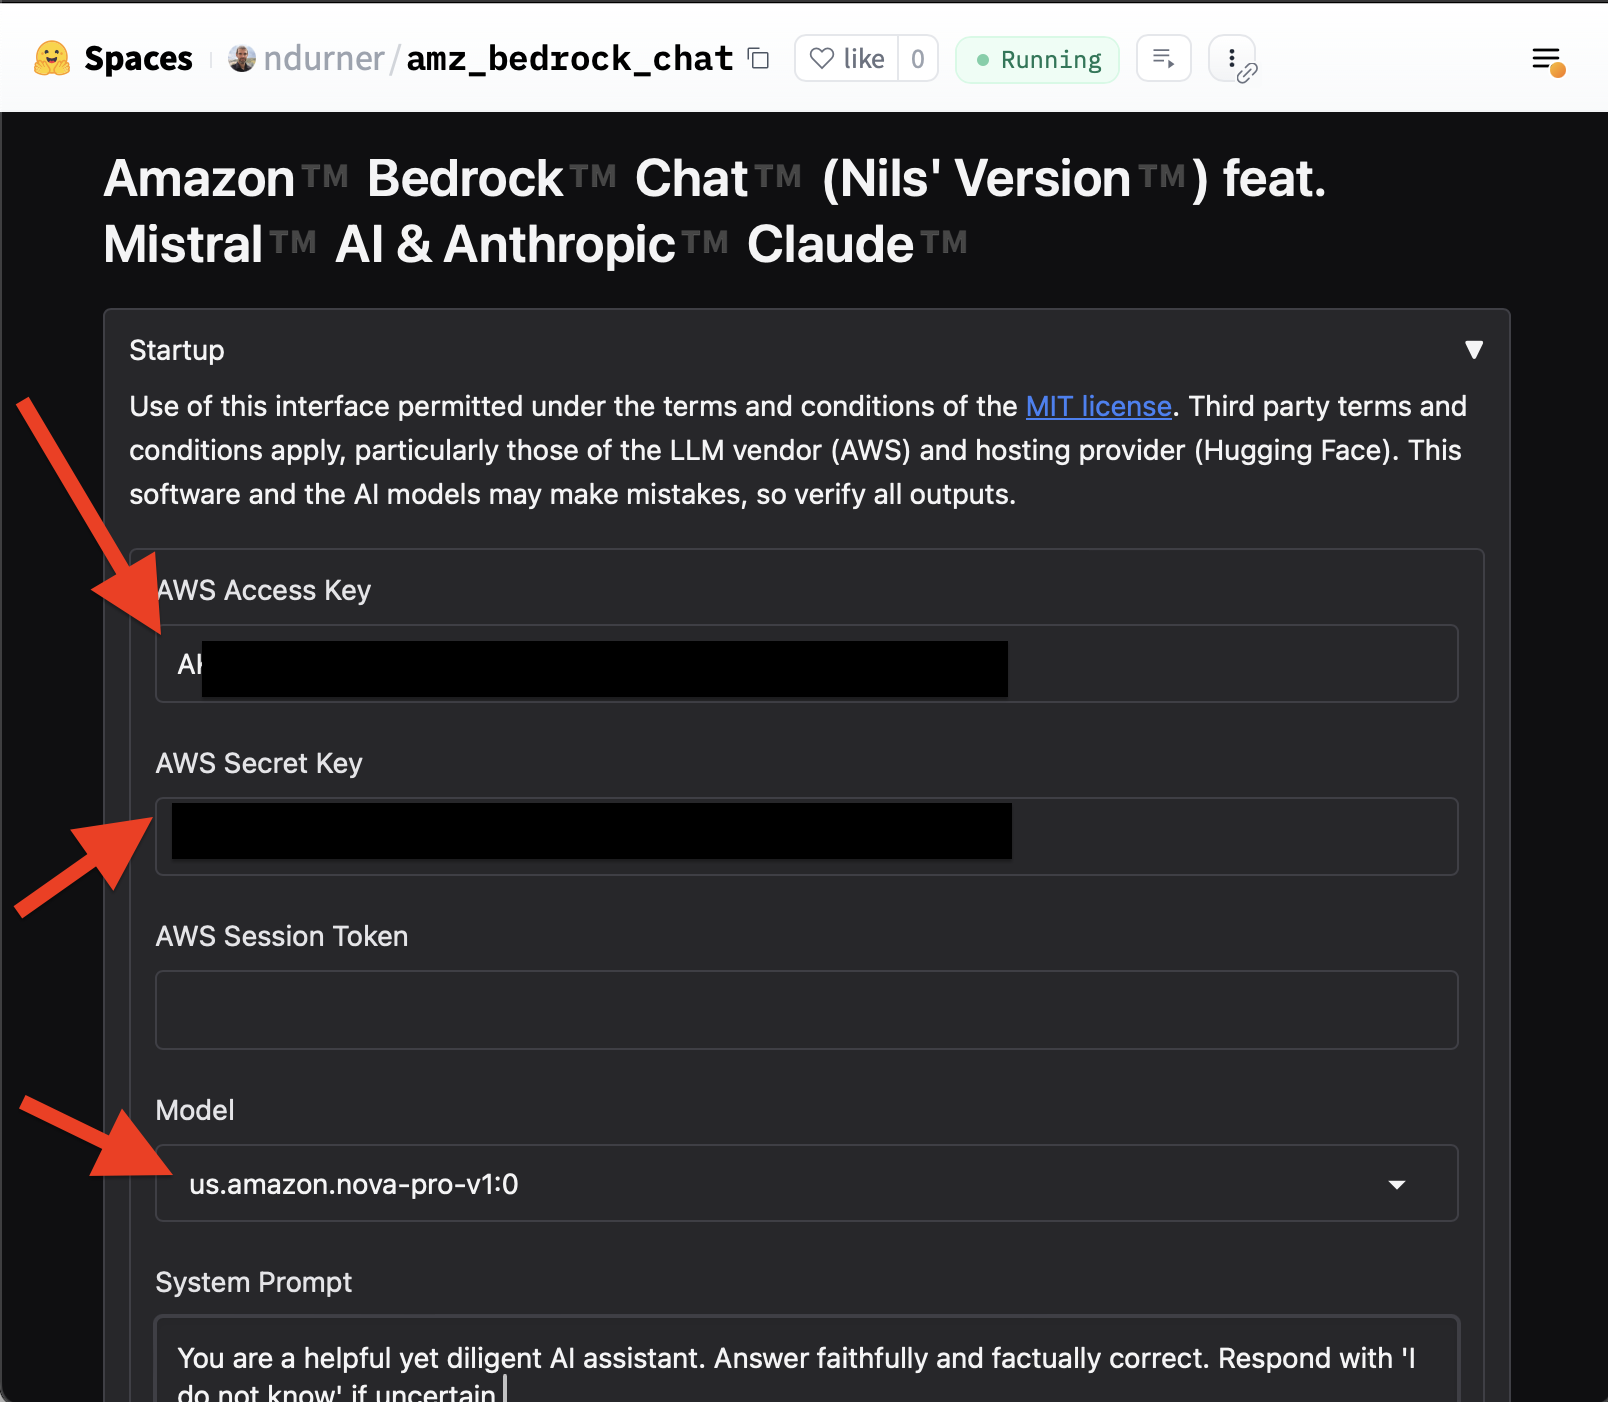 Spaces ndurner/amz_bedrock_chat like 0 Running
Amazon™ Bedrock™ Chat™ (Nils' Version™) feat.
Mistral™ AI & Anthropic™ Claude™
Startup
Use of this interface permitted under the terms and conditions of the MIT license. Third party terms and
conditions apply, particularly those of the LLM vendor (AWS) and hosting provider (Hugging Face). This
software and the AI models may make mistakes, so verify all outputs.
AWS Access Key
AWS Secret Key
AWS Session Token
Model
us.amazon.nova-pro-v1:0
System Prompt
You are a helpful yet diligent AI assistant. Answer faithfully and factually correct. Respond with 'I
do not know' if uncertain.